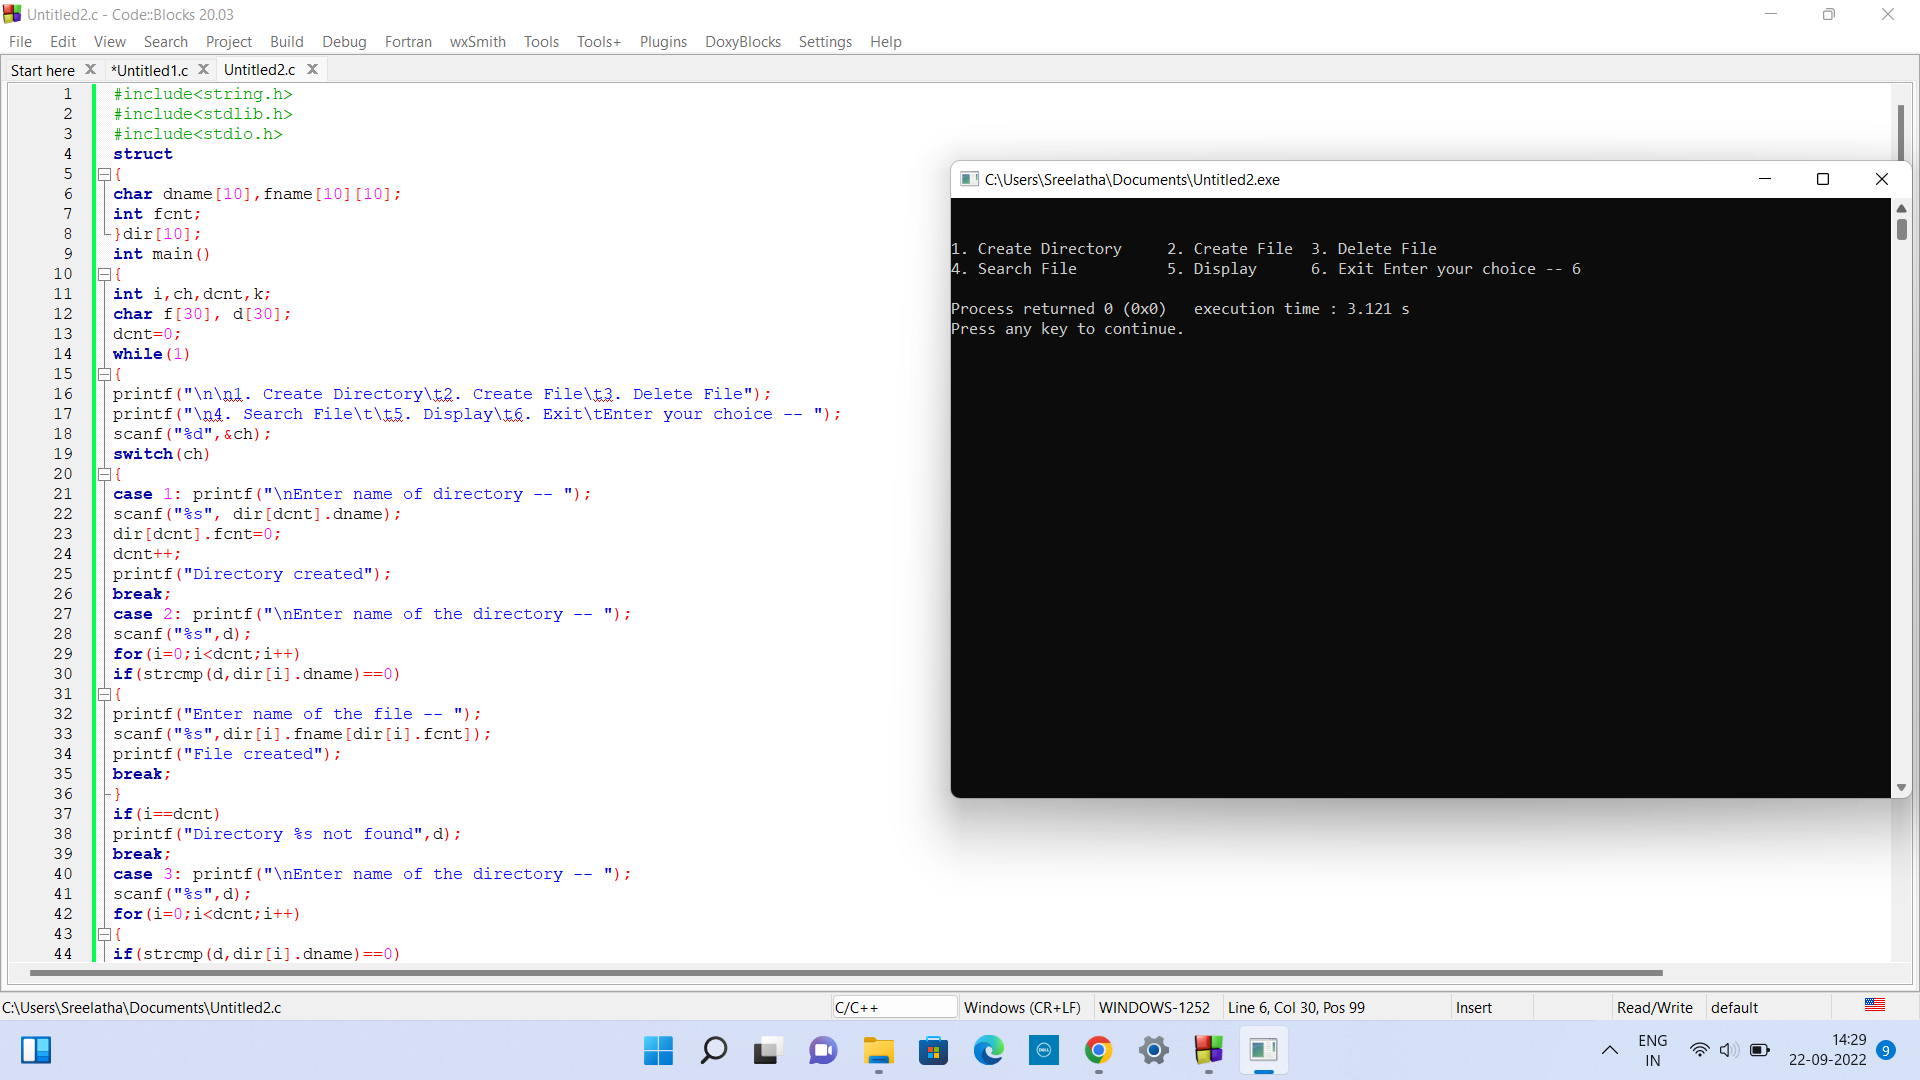 Untitled2.c - Code::Blocks 20.03
File Edit View Search Project Build Debug Fortran wxSmith Tools Tools+ Plugins DoxyBlocks Settings Help
Start here *Untitled1.c Untitled2.c
1 #include<string.h>
2 #include<stdlib.h>
3 #include<stdio.h>
4 struct
5 {
6 char dname[10],fname[10][10];
7 int fcnt;
8 }dir[10];
9 int main()
10 {
11 int i,ch,dcnt,k;
12 char f[30], d[30];
13 dcnt=0;
14 while(1)
15 {
16 printf("\n\n1. Create Directory\t2. Create File\t3. Delete File");
17 printf("\n4. Search File\t\t5. Display\t6. Exit\tEnter your choice -- ");
18 scanf("%d",&ch);
19 switch(ch)
20 {
21 case 1: printf("\nEnter name of directory -- ");
22 scanf("%s", dir[dcnt].dname);
23 dir[dcnt].fcnt=0;
24 dcnt++;
25 printf("Directory created");
26 break;
27 case 2: printf("\nEnter name of the directory -- ");
28 scanf("%s",d);
29 for(i=0;i<dcnt;i++)
30 if(strcmp(d,dir[i].dname)==0)
31 {
32 printf("Enter name of the file -- ");
33 scanf("%s",dir[i].fname[dir[i].fcnt]);
34 printf("File created");
35 break;
36 }
37 if(i==dcnt)
38 printf("Directory %s not found",d);
39 break;
40 case 3: printf("\nEnter name of the directory -- ");
41 scanf("%s",d);
42 for(i=0;i<dcnt;i++)
43 {
44 if(strcmp(d,dir[i].dname)==0)
C:\Users\Sreelatha\Documents\Untitled2.exe
1. Create Directory 2. Create File 3. Delete File
4. Search File 5. Display 6. Exit Enter your choice -- 6
Process returned 0 (0x0) execution time : 3.121 s
Press any key to continue.
C:\Users\Sreelatha\Documents\Untitled2.c C/C++ Windows (CR+LF) WINDOWS-1252 Line 6, Col 30, Pos 99 Insert Read/Write default
ENG
IN
14:29
22-09-2022
9
DELL